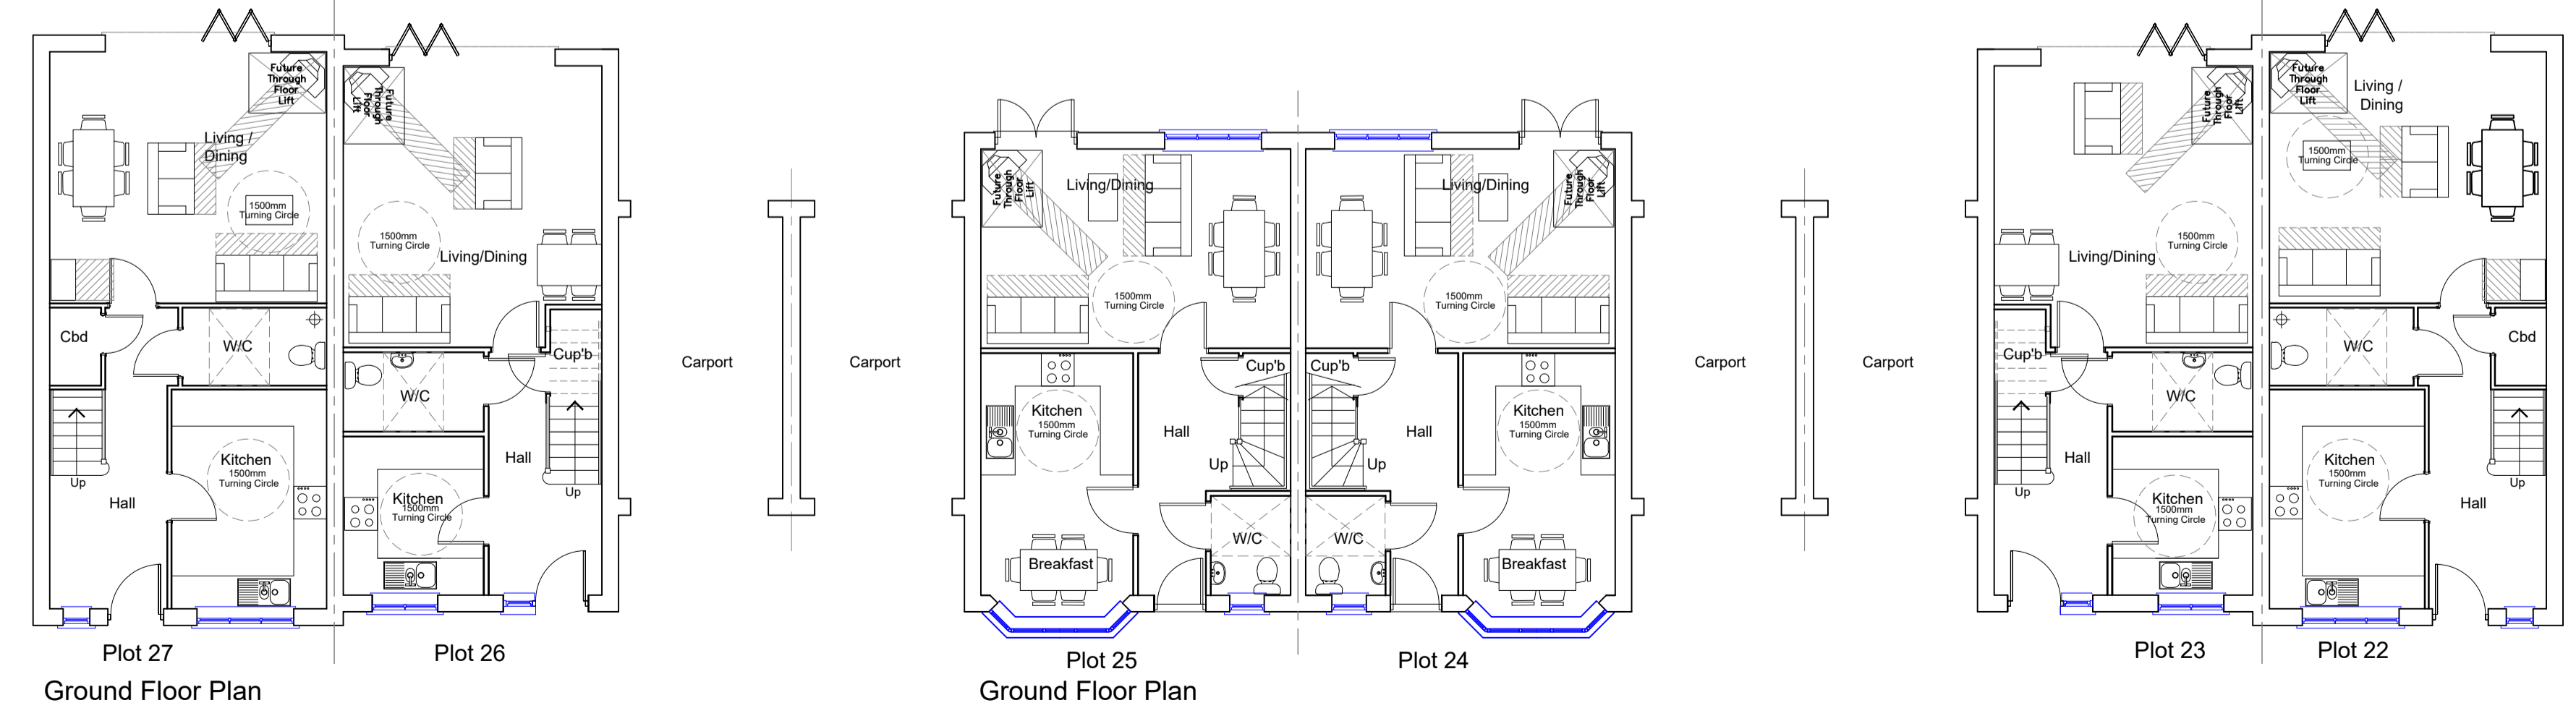 Future
Through
Floor
Lift
Living /
Dining
1500mm
Turning Circle
Cbd
W/C
Up
Hall
Kitchen
1500mm
Turning Circle
Plot 27
Future
Through
Floor
Lift
1500mm
Turning Circle
Living/Dining
Cup'b
W/C
Hall
Up
Kitchen
1500mm
Turning Circle
Plot 26
Ground Floor Plan
Carport
Carport
Future
Through
Floor
Lift
Living/Dining
1500mm
Turning Circle
Cup'b
Kitchen
1500mm
Turning Circle
Hall
Up
W/C
Breakfast
Plot 25
Living/Dining
Future
Through
Floor
Lift
1500mm
Turning Circle
Cup'b
Kitchen
1500mm
Turning Circle
Hall
Up
W/C
Breakfast
Plot 24
Ground Floor Plan
Carport
Carport
Future
Through
Floor
Lift
1500mm
Turning Circle
Living/Dining
Cup'b
W/C
Hall
Up
Kitchen
1500mm
Turning Circle
Plot 23
Future
Through
Floor
Lift
Living /
Dining
1500mm
Turning Circle
W/C
Cbd
Kitchen
1500mm
Turning Circle
Up
Hall
Plot 22